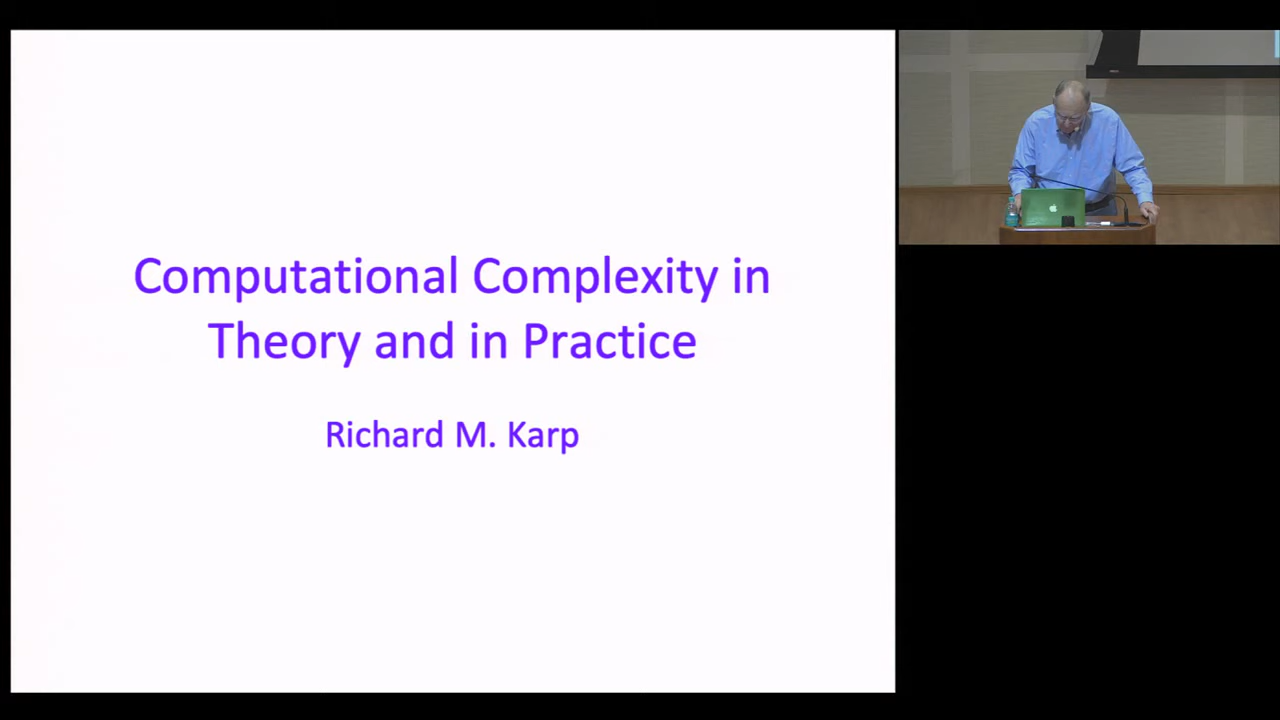 Computational Complexity in
Theory and in Practice
Richard M. Karp